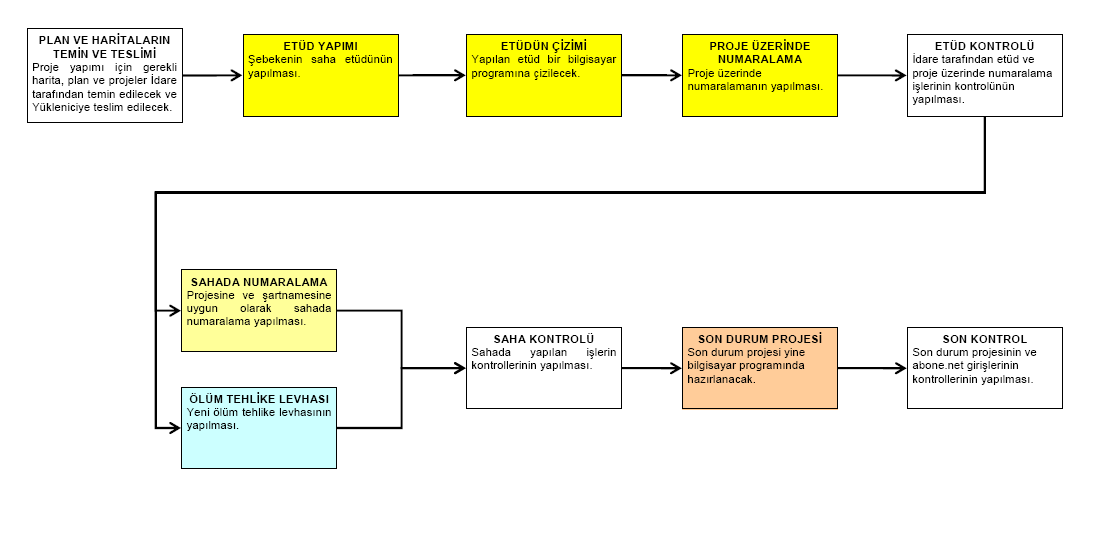 PLAN VE HARİTALARIN
TEMİN VE TESLİMİ
Proje yapımı için gerekli
harita, plan ve projeler İdare
tarafından temin edilecek ve
Yükleniciye teslim edilecek.
ETÜD YAPIMI
Şebekenin saha etüdünün
yapılması.
ETÜDÜN ÇİZİMİ
Yapılan etüd bir bilgisayar
programına çizilecek.
PROJE ÜZERİNDE
NUMARALAMA
Proje üzerinde
numaralamanın yapılması.
ETÜD KONTROLÜ
İdare tarafından etüd ve
proje üzerinde numaralama
işlerinin kontrolünün
yapılması.
SAHADA NUMARALAMA
Projesine ve şartnamesine
uygun olarak sahada
numaralama yapılması.
ÖLÜM TEHLİKE LEVHASI
Yeni ölüm tehlike levhasının
yapılması.
SAHA KONTROLÜ
Sahada yapılan işlerin
kontrollerinin yapılması.
SON DURUM PROJESİ
Son durum projesi yine
bilgisayar programında
hazırlanacak.
SON KONTROL
Son durum projesinin ve
abone.net girişlerinin
kontrollerinin yapılması.